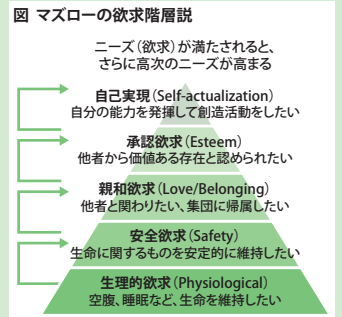 図 マズローの欲求階層説
ニーズ（欲求）が満たされると、
さらに高次のニーズが高まる
自己実現（Self-actualization）
自分の能力を発揮して創造活動をしたい
承認欲求（Esteem）
他者から価値ある存在と認められたい
親和欲求（Love/Belonging）
他者と関わりたい、集団に帰属したい
安全欲求（Safety）
生命に関するものを安定的に維持したい
生理的欲求（Physiological）
空腹、睡眠など、生命を維持したい